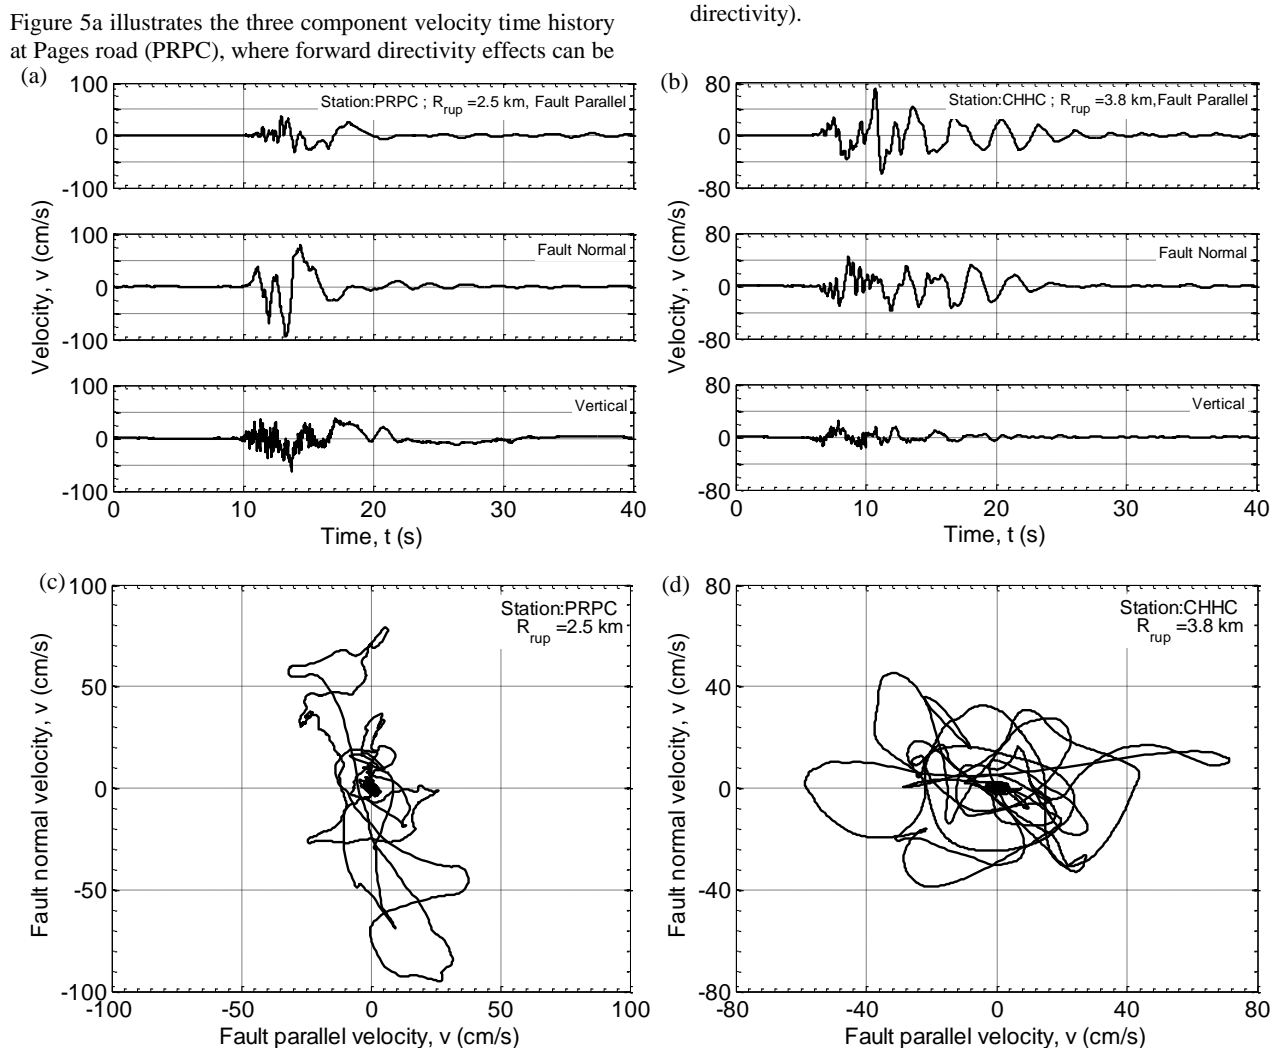 Figure 5a illustrates the three component velocity time history
at Pages road (PRPC), where forward directivity effects can be
directivity).
(a)
100
0
-100
Station:PRPC ; Rrup =2.5 km, Fault Parallel
100
0
-100
Fault Normal
100
0
-100
Vertical
Velocity, v (cm/s)
0 10 20 30 40
Time, t (s)
(b)
80
0
-80
Station:CHHC ; Rrup =3.8 km,Fault Parallel
80
0
-80
Fault Normal
80
0
-80
Vertical
Velocity, v (cm/s)
0 10 20 30 40
Time, t (s)
(c)
100
50
0
-50
-100
Station:PRPC
Rrup =2.5 km
Fault normal velocity, v (cm/s)
-100 -50 0 50 100
Fault parallel velocity, v (cm/s)
(d)
80
40
0
-40
-80
Station:CHHC
Rrup =3.8 km
Fault normal velocity, v (cm/s)
-80 -40 0 40 80
Fault parallel velocity, v (cm/s)